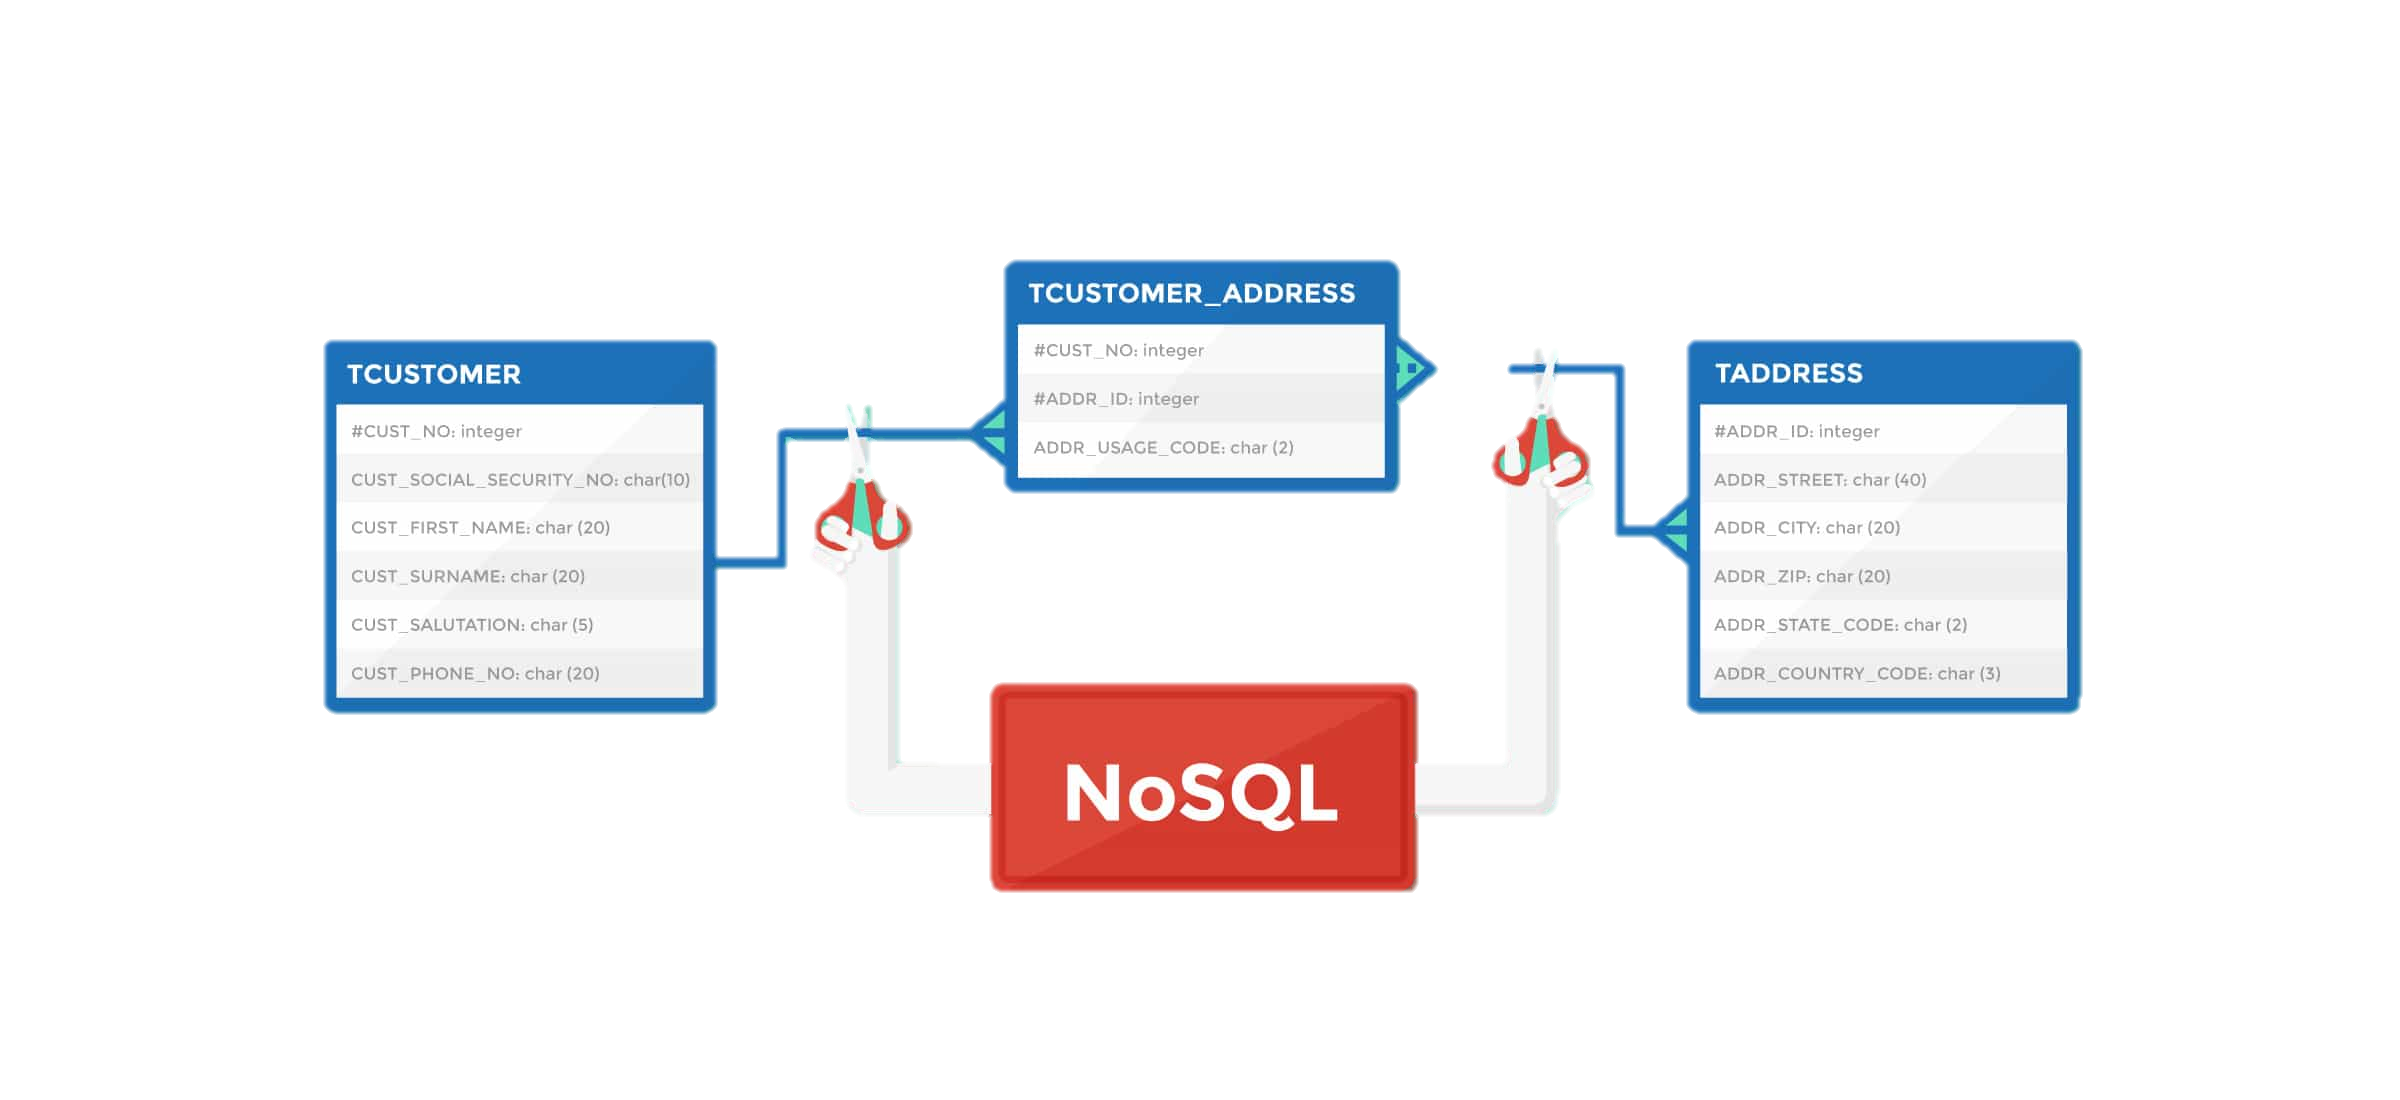 TCUSTOMER
#CUST_NO: integer
CUST_SOCIAL_SECURITY_NO: char(10)
CUST_FIRST_NAME: char (20)
CUST_SURNAME: char (20)
CUST_SALUTATION: char (5)
CUST_PHONE_NO: char (20)
TCUSTOMER_ADDRESS
#CUST_NO: integer
#ADDR_ID: integer
ADDR_USAGE_CODE: char (2)
TADDRESS
#ADDR_ID: integer
ADDR_STREET: char (40)
ADDR_CITY: char (20)
ADDR_ZIP: char (20)
ADDR_STATE_CODE: char (2)
ADDR_COUNTRY_CODE: char (3)
NoSQL